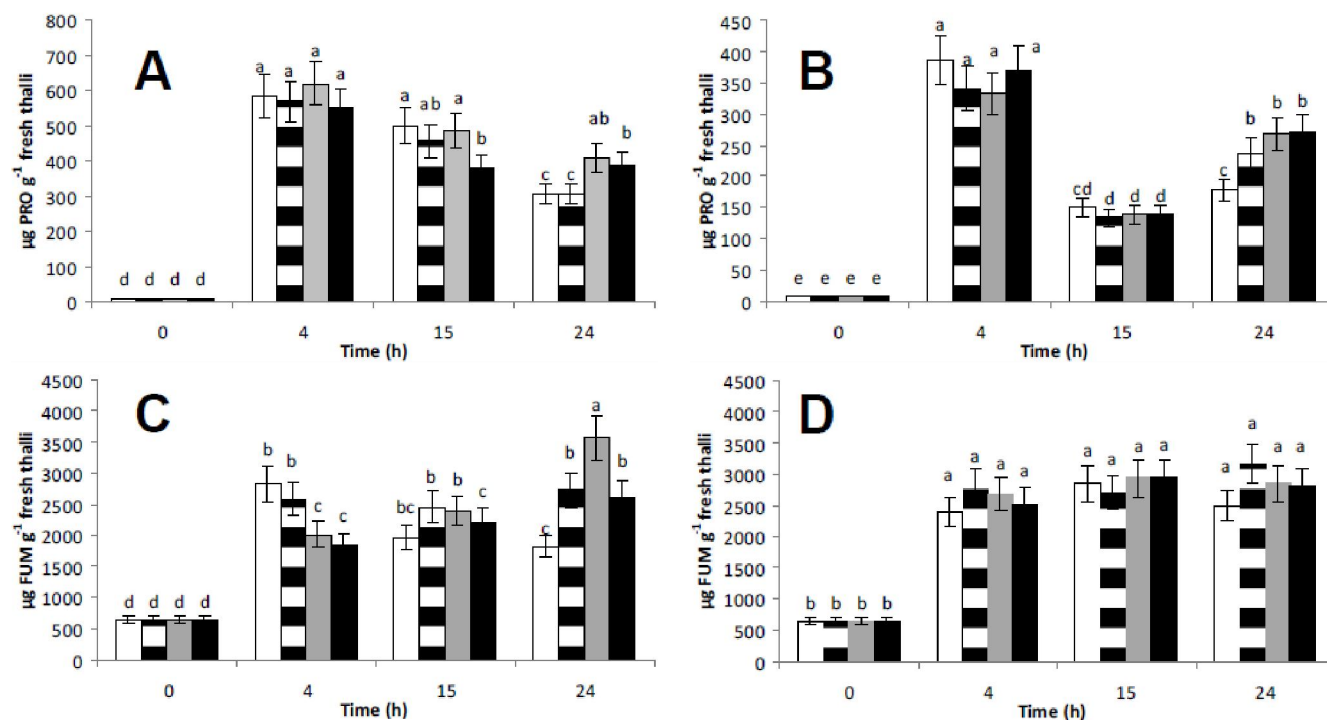 A
µg PRO g⁻¹ fresh thalli
800
700
600
500
400
300
200
100
0
d d d d
a a a a
a ab a b
c c ab b
0 4 15 24
Time (h)
B
µg PRO g⁻¹ fresh thalli
450
400
350
300
250
200
150
100
50
0
e e e e
a a a a
cd d d d
c b b b
0 4 15 24
Time (h)
C
µg FUM g⁻¹ fresh thalli
4500
4000
3500
3000
2500
2000
1500
1000
500
0
d d d d
b b c c
bc b b c
c b a b
0 4 15 24
Time (h)
D
µg FUM g⁻¹ fresh thalli
4500
4000
3500
3000
2500
2000
1500
1000
500
0
b b b b
a a a a
a a a a
a a a a
0 4 15 24
Time (h)